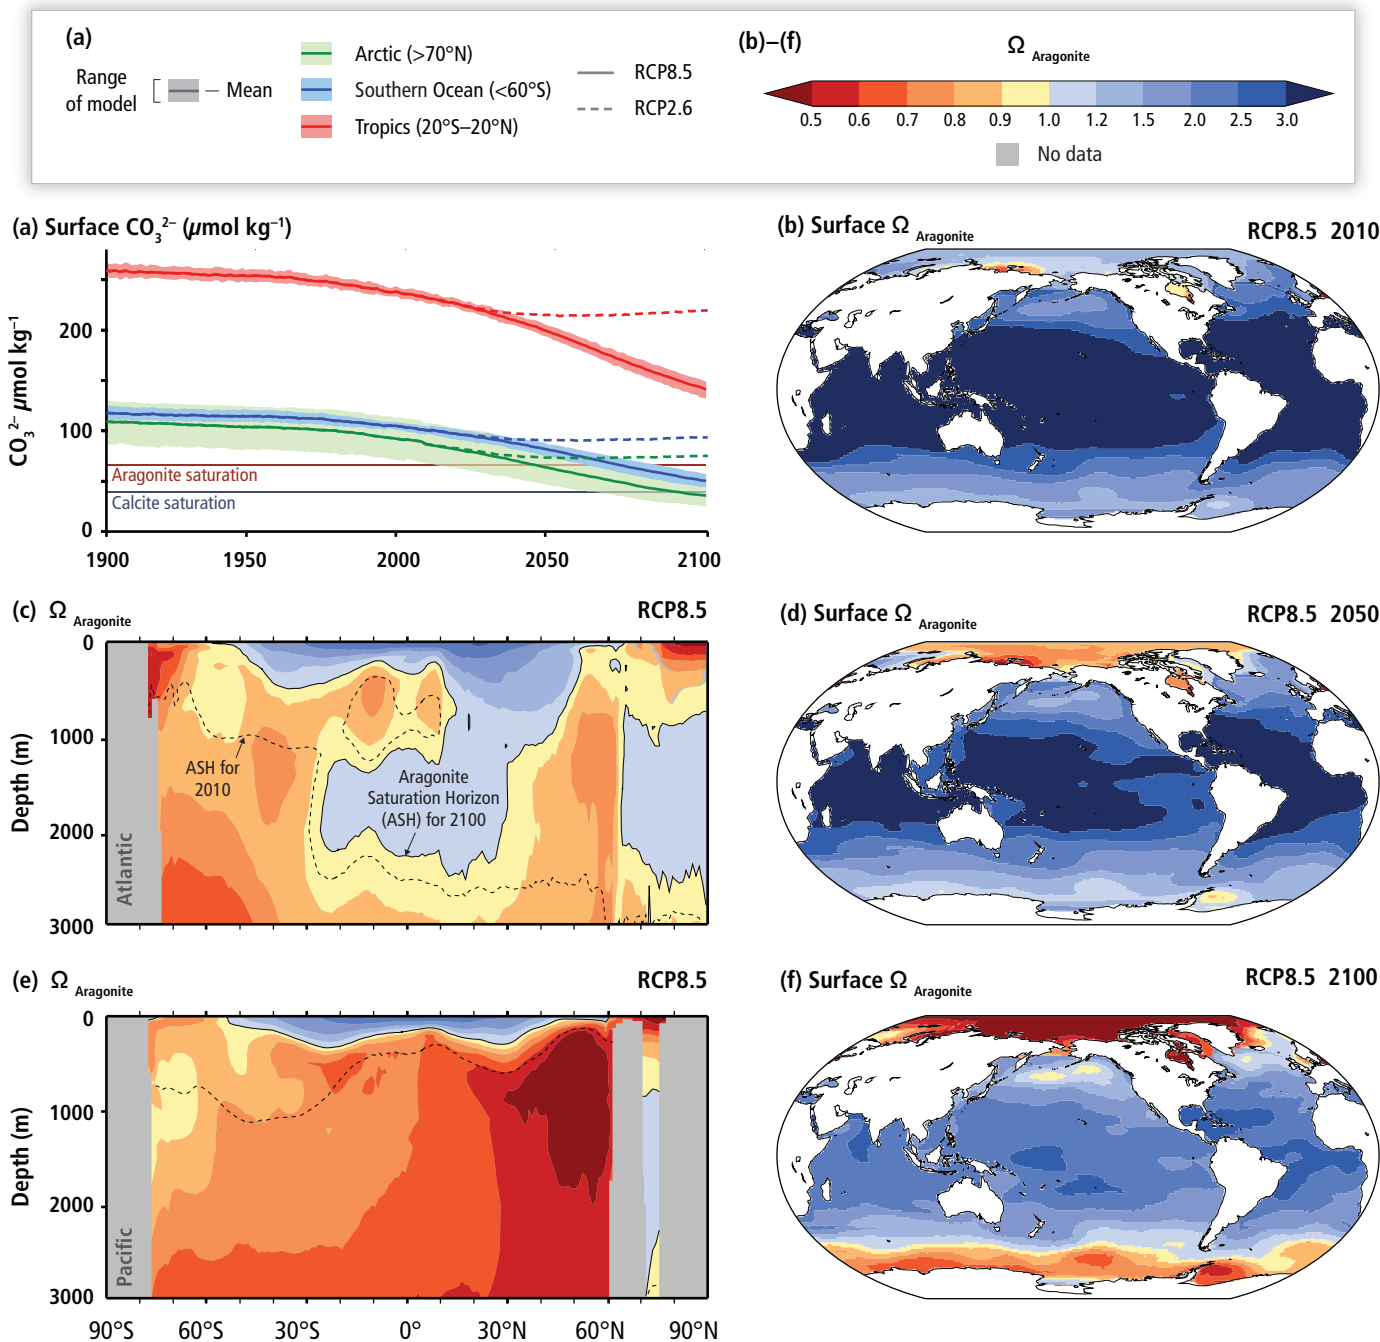 (a)
Range
of model
Mean
Arctic (>70°N)
Southern Ocean (<60°S)
Tropics (20°S–20°N)
RCP8.5
RCP2.6
(b)–(f)
Ω Aragonite
0.5 0.6 0.7 0.8 0.9 1.0 1.2 1.5 2.0 2.5 3.0
No data
(a) Surface CO₃²⁻ (µmol kg⁻¹)
CO₃²⁻ µmol kg⁻¹
200
100
0
Aragonite saturation
Calcite saturation
1900 1950 2000 2050 2100
(b) Surface Ω Aragonite RCP8.5 2010
(c) Ω Aragonite RCP8.5
Depth (m)
0
1000
2000
3000
ASH for
2010
Aragonite
Saturation Horizon
(ASH) for 2100
Atlantic
(d) Surface Ω Aragonite RCP8.5 2050
(e) Ω Aragonite RCP8.5
Depth (m)
0
1000
2000
3000
Pacific
90°S 60°S 30°S 0° 30°N 60°N 90°N
(f) Surface Ω Aragonite RCP8.5 2100